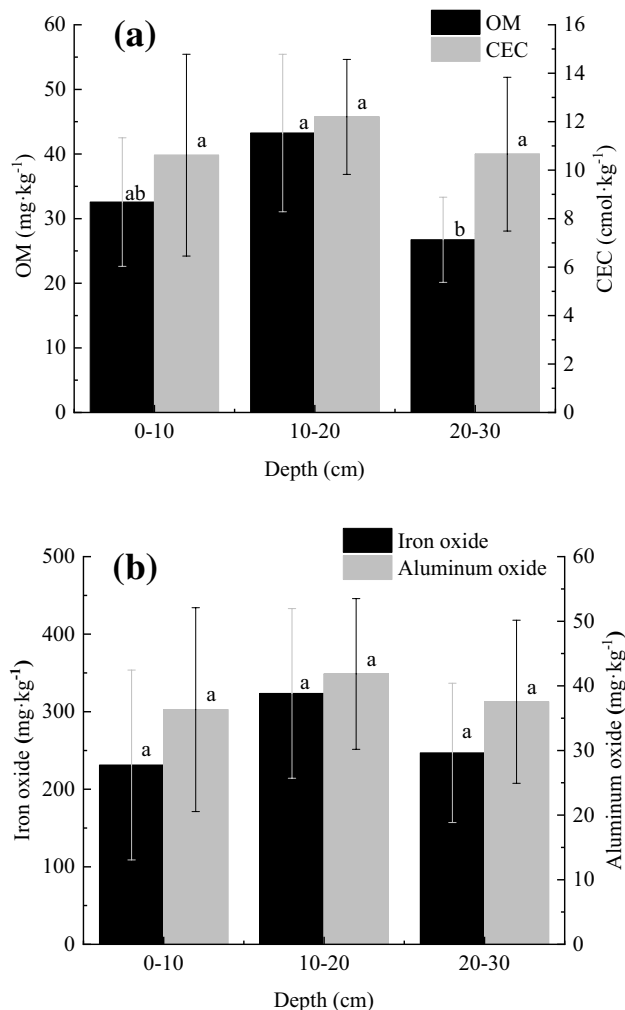 (a)
OM
CEC
60
50
40
30
20
10
0
OM (mg·kg⁻¹)
16
14
12
10
8
6
4
2
0
CEC (cmol·kg⁻¹)
ab
a
a
a
b
a
0-10
10-20
20-30
Depth (cm)
(b)
Iron oxide
Aluminum oxide
500
400
300
200
100
0
Iron oxide (mg·kg⁻¹)
60
50
40
30
20
10
0
Aluminum oxide (mg·kg⁻¹)
a
a
a
a
a
a
0-10
10-20
20-30
Depth (cm)